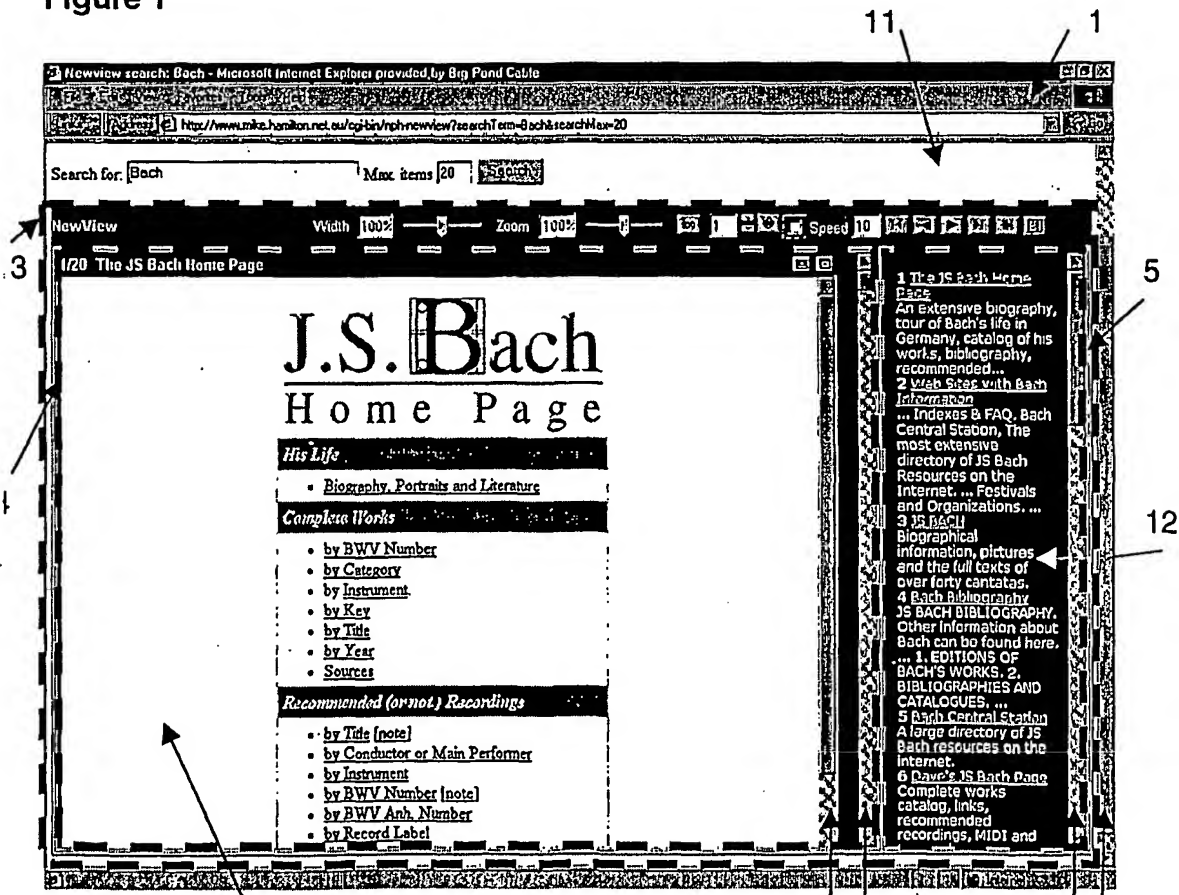 Figure 1
11 1
Newview search: Bach - Microsoft Internet Explorer provided by Big Pond Cable
http://www.mike.hamilton.net.au/cgi-bin/nph-newview?searchTerm=Bach&searchMax=20
Search for: Bach Max items 20 Search
NewView Width 100% Zoom 100% 1 Speed 10
3
1/20 The JS Bach Home Page
J.S. Bach
Home Page
His Life
• Biography, Portraits and Literature
Complete Works
• by BWV Number
• by Category
• by Instrument
• by Key
• by Title
• by Year
• Sources
Recommended (or not) Recordings
• by Title [note]
• by Conductor or Main Performer
• by Instrument
• by BWV Number [note]
• by BWV Anh. Number
• by Record Label
1 The JS Bach Home
Page
An extensive biography,
tour of Bach's life in
Germany, catalog of his
works, bibliography,
recommended...
2 Web Sites with Bach
Information
... Indexes & FAQ. Bach
Central Station, The
most extensive
directory of JS Bach
Resources on the
Internet. ... Festivals
and Organizations. ...
3 JS BACH
Biographical
information, pictures
and the full texts of
over forty cantatas.
4 Bach Bibliography
JS BACH BIBLIOGRAPHY.
Other information about
Bach can be found here.
... 1. EDITIONS OF
BACH'S WORKS. 2.
BIBLIOGRAPHIES AND
CATALOGUES. ...
5 Bach Central Station
A large directory of JS
Bach resources on the
internet.
6 Dave's JS Bach Page
Complete works
catalog, links,
recommended
recordings, MIDI and
5
12
4